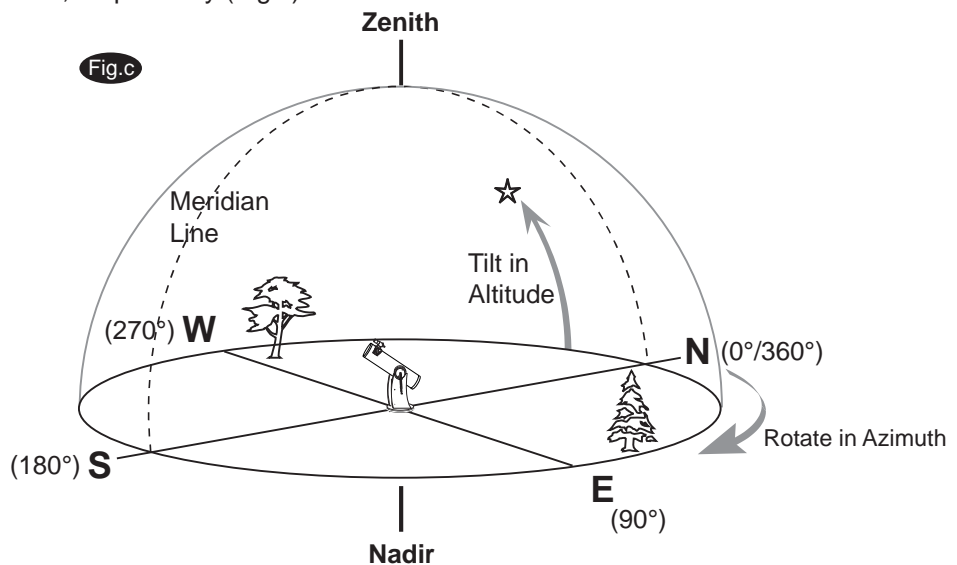 Zenith
Fig.c
Meridian
Line
Tilt in
Altitude
(270°) W
N (0°/360°)
Rotate in Azimuth
(180°) S
E
(90°)
Nadir